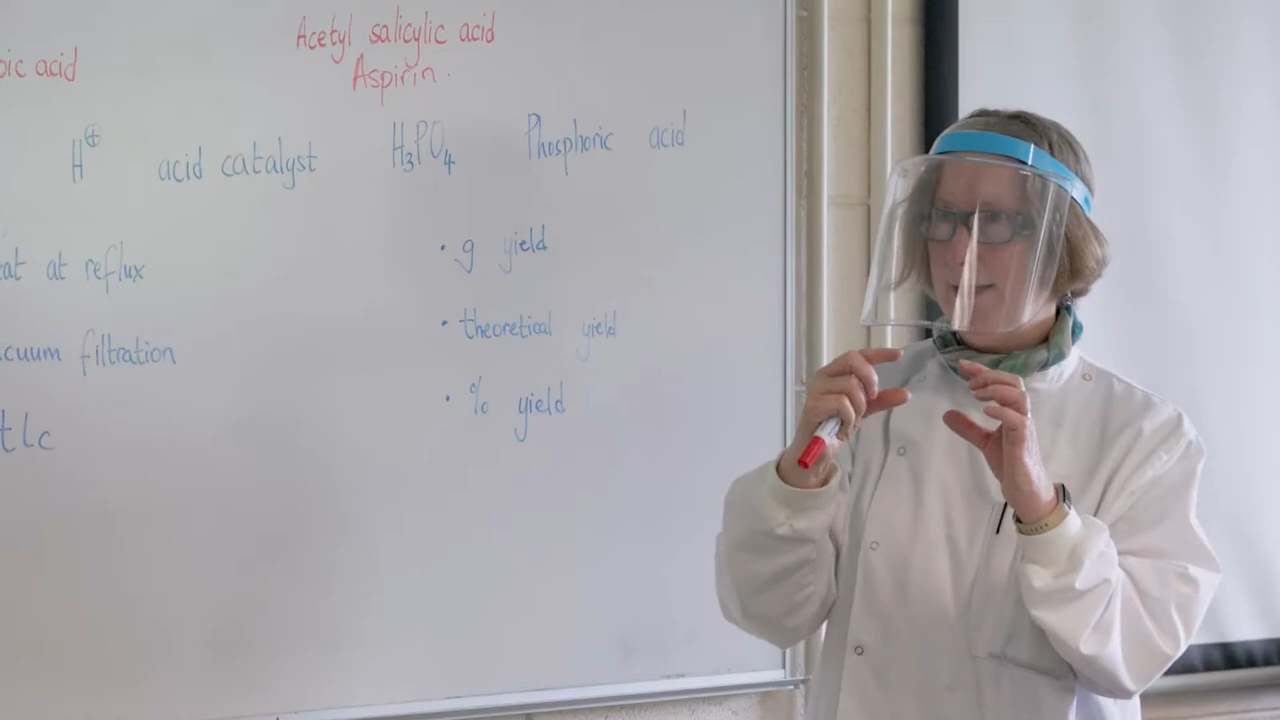 Acetyl salicylic acid
oic acid
Aspirin.
H⊕ acid catalyst H₃PO₄ Phosphoric acid
• g yield
at at reflux
• theoretical yield
cuum filtration
• % yield
tlc